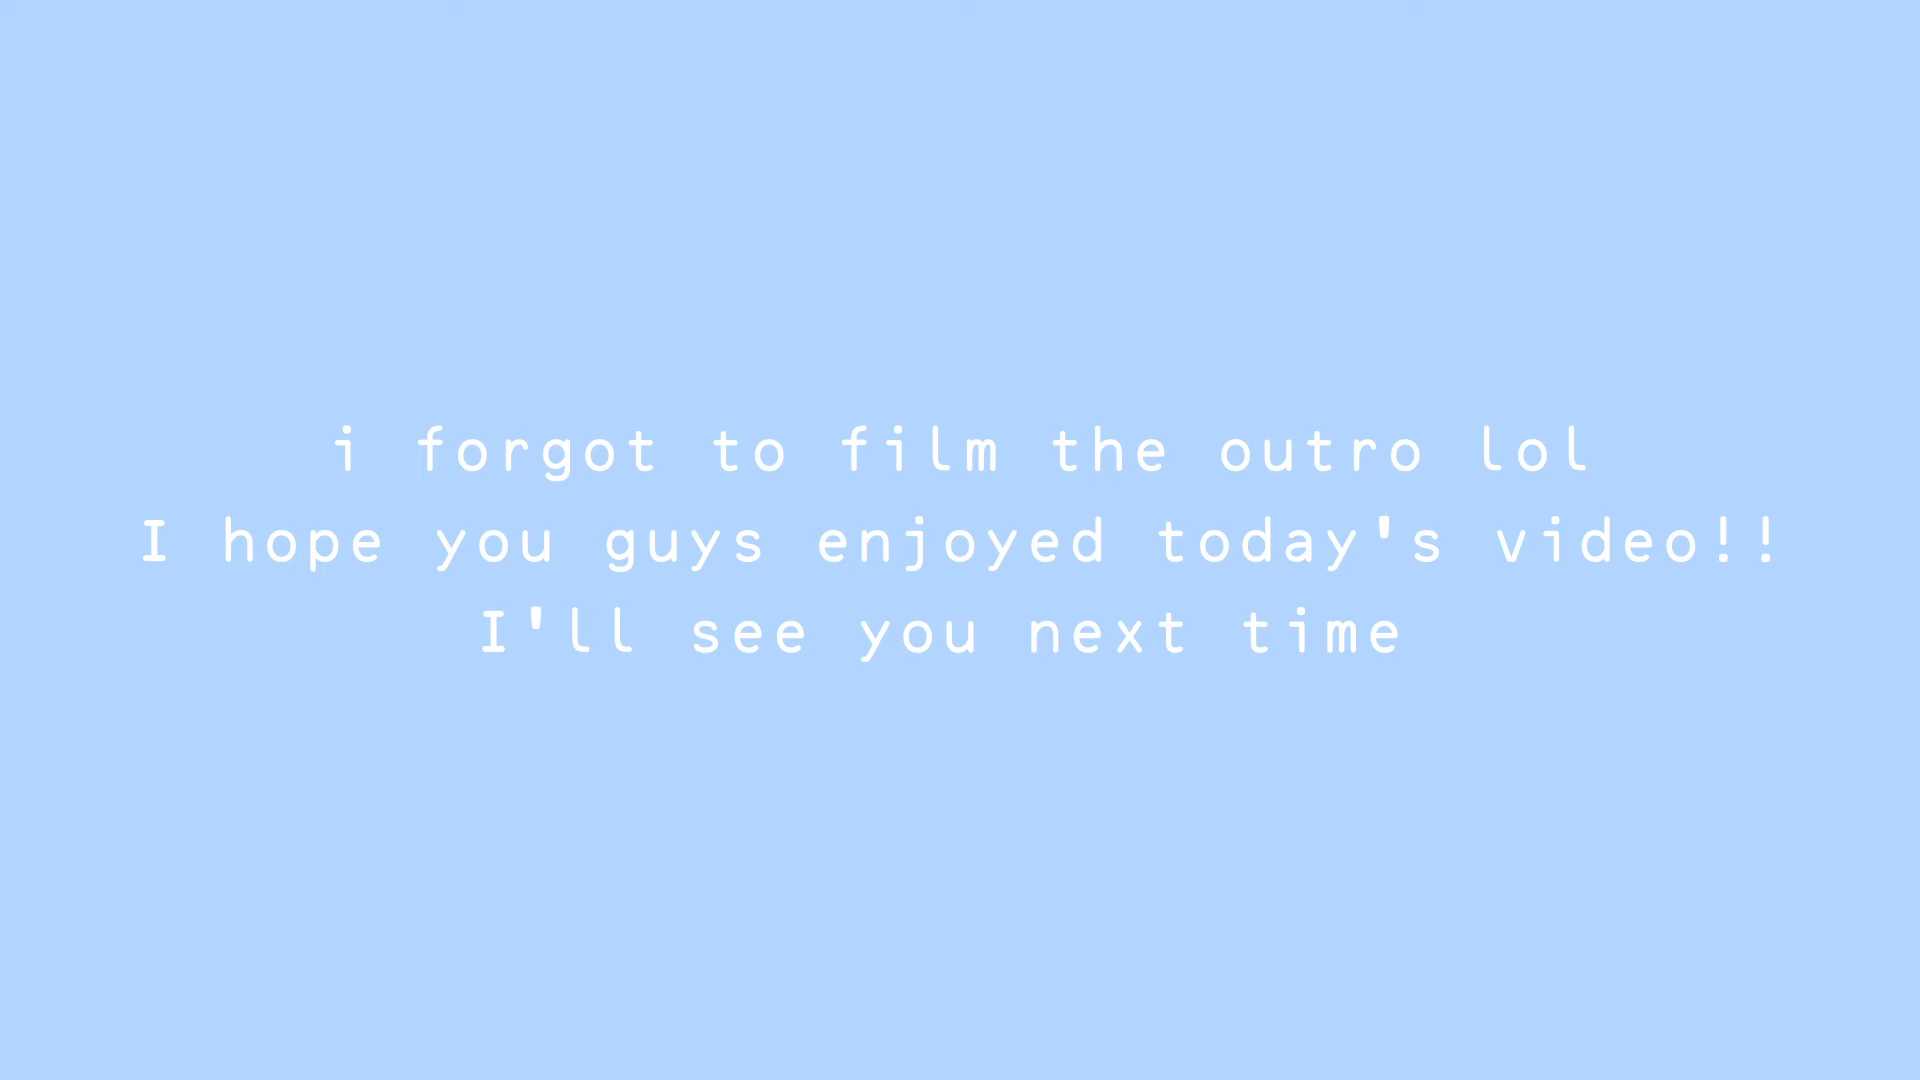 i forgot to film the outro lol
I hope you guys enjoyed today's video!!
I'll see you next time